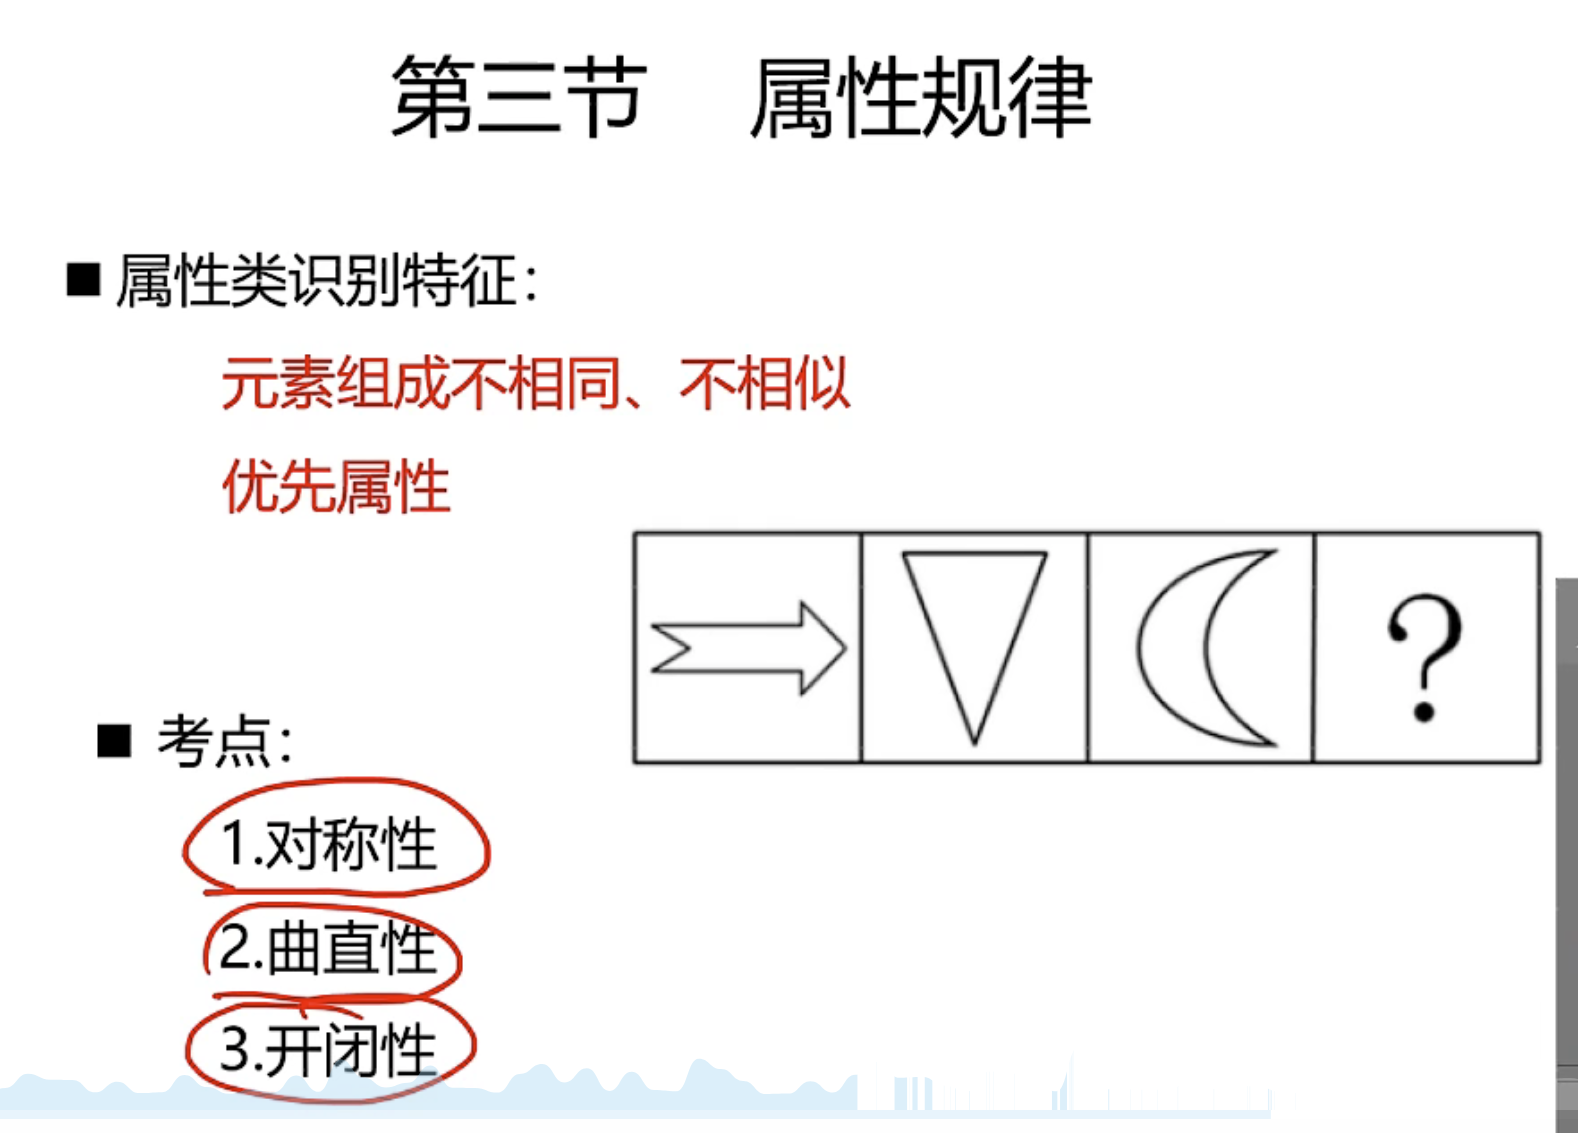 第三节 属性规律
■ 属性类识别特征：
元素组成不相同、不相似
优先属性
?
■ 考点：
1.对称性
2.曲直性
3.开闭性